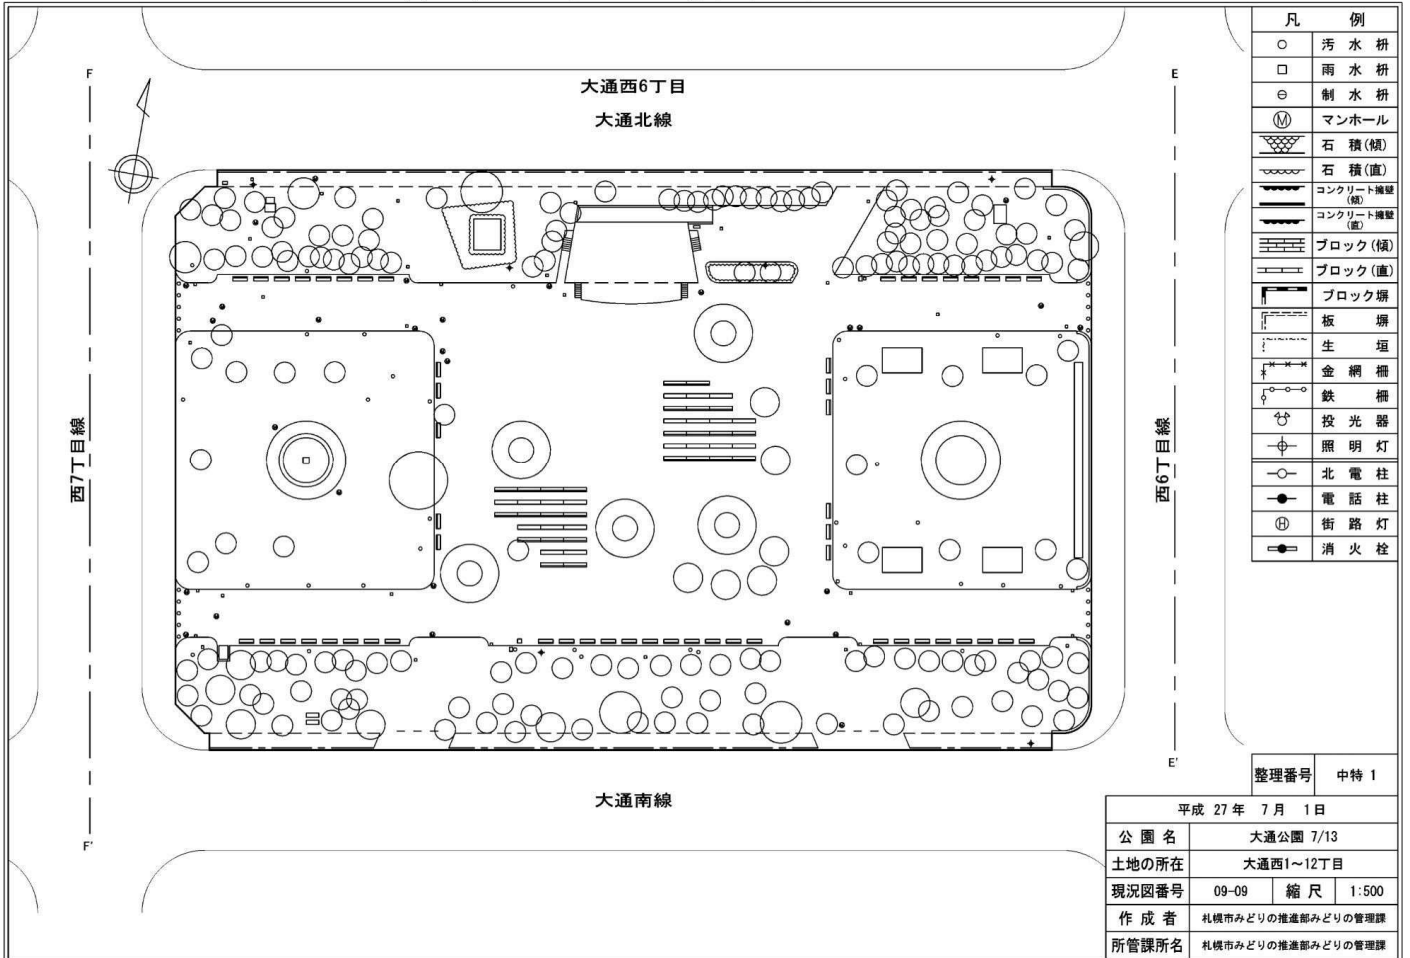 大通西6丁目
大通北線
F
E
西7丁目線
西6丁目線
E'
大通南線
F'
凡 例
汚 水 枡
雨 水 枡
制 水 枡
Ⓜ マンホール
石 積(傾)
石 積(直)
コンクリート擁壁(傾)
コンクリート擁壁(直)
ブロック(傾)
ブロック(直)
ブロック塀
板 塀
生 垣
金 網 柵
鉄 柵
投 光 器
照 明 灯
北 電 柱
電 話 柱
Ⓗ 街 路 灯
消 火 栓
整理番号 中特 1
平成 27 年 7 月 1 日
公 園 名 大通公園 7/13
土地の所在 大通西1~12丁目
現況図番号 09-09 縮 尺 1:500
作 成 者 札幌市みどりの推進部みどりの管理課
所管課所名 札幌市みどりの推進部みどりの管理課